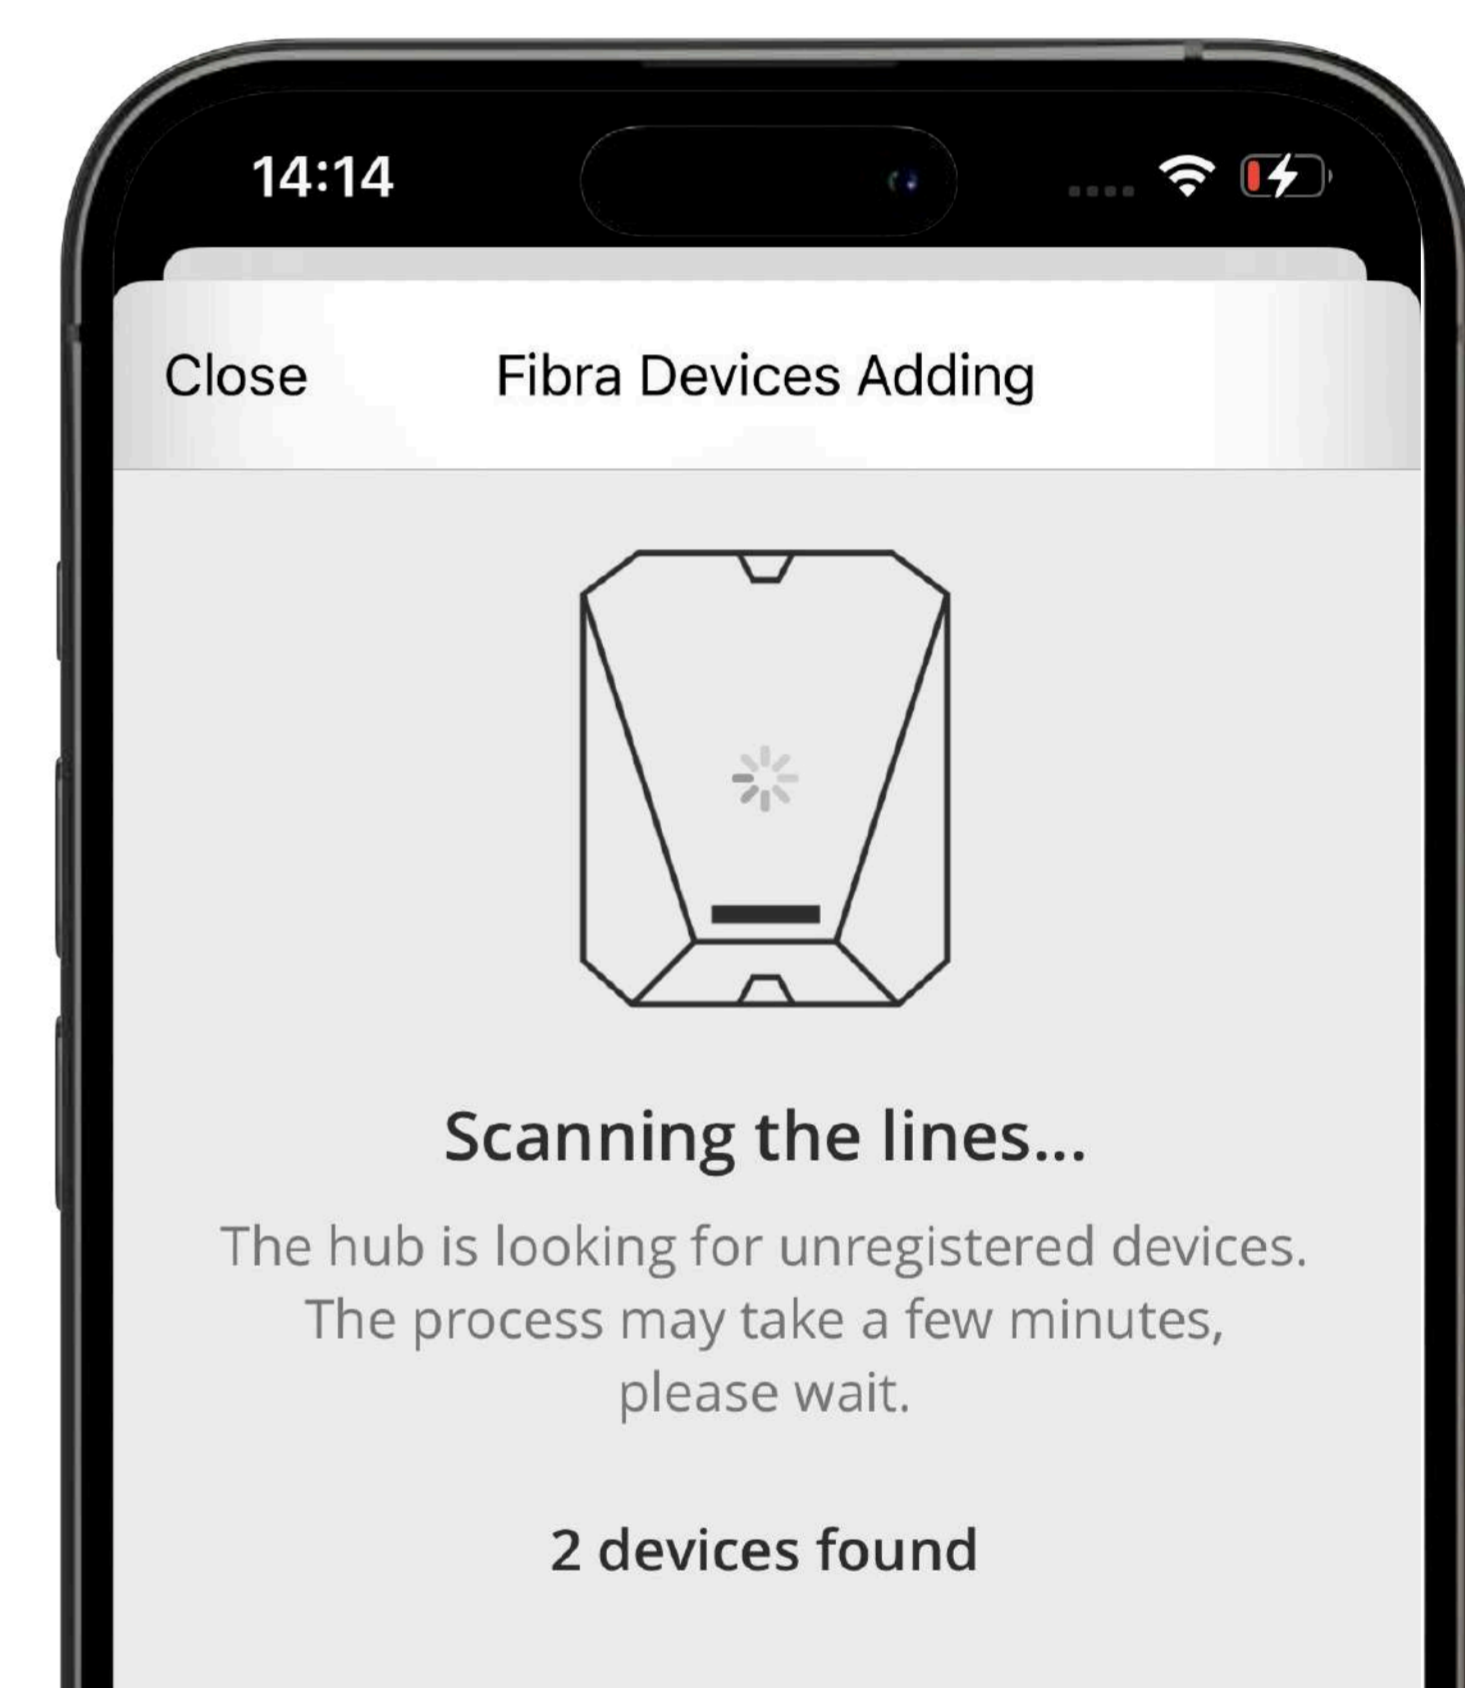 14:14
Close
Fibra Devices Adding
Scanning the lines...
The hub is looking for unregistered devices.
The process may take a few minutes,
please wait.
2 devices found